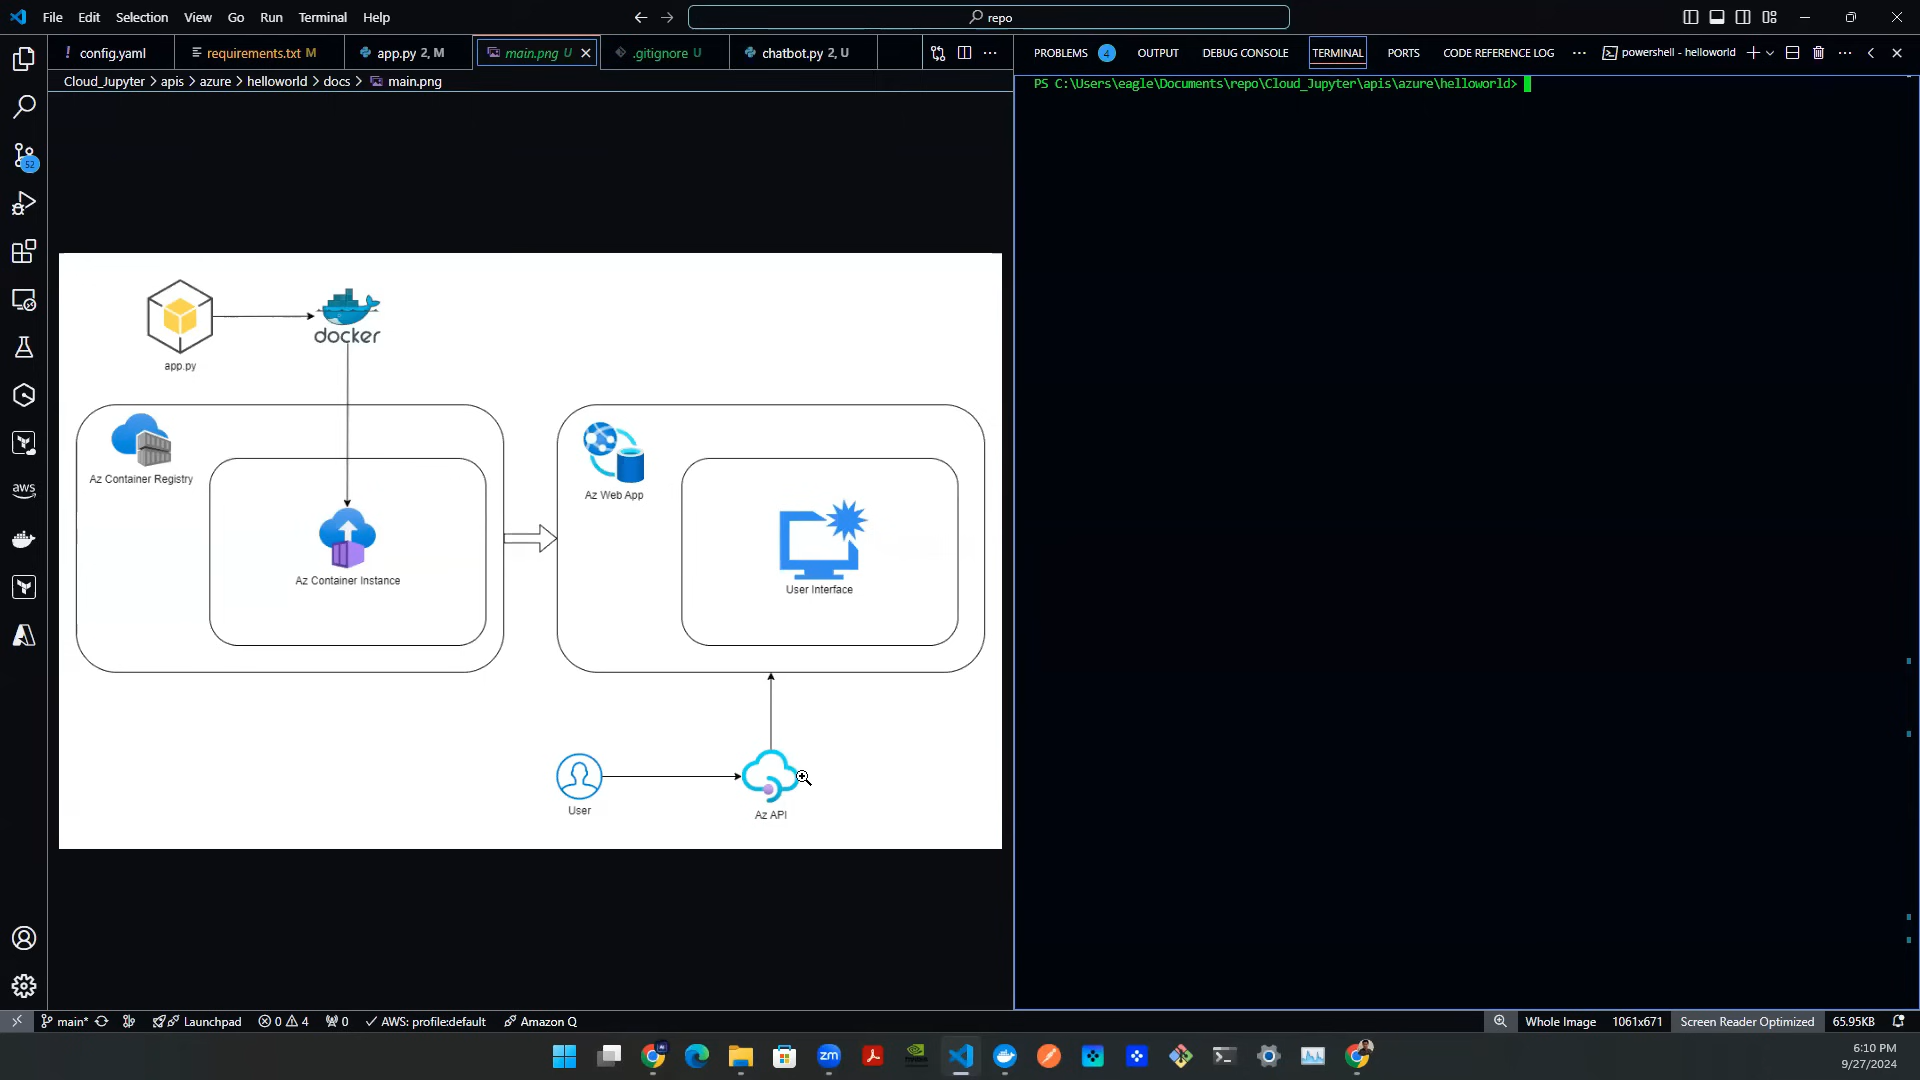 File Edit Selection View Go Run Terminal Help
repo
! config.yaml
requirements.txt M
app.py 2, M
main.png U
.gitignore U
chatbot.py 2, U
PROBLEMS 4 OUTPUT DEBUG CONSOLE TERMINAL PORTS CODE REFERENCE LOG
powershell - helloworld
Cloud_Jupyter > apis > azure > helloworld > docs > main.png
PS C:\Users\eagle\Documents\repo\Cloud_Jupyter\apis\azure\helloworld>
52
aws
app.py
docker
Az Container Registry
Az Container Instance
Az Web App
User Interface
User
Az API
main* Launchpad 0 4 0 AWS: profile:default Amazon Q
Whole Image 1061x671 Screen Reader Optimized 65.95KB
zm
6:10 PM
9/27/2024